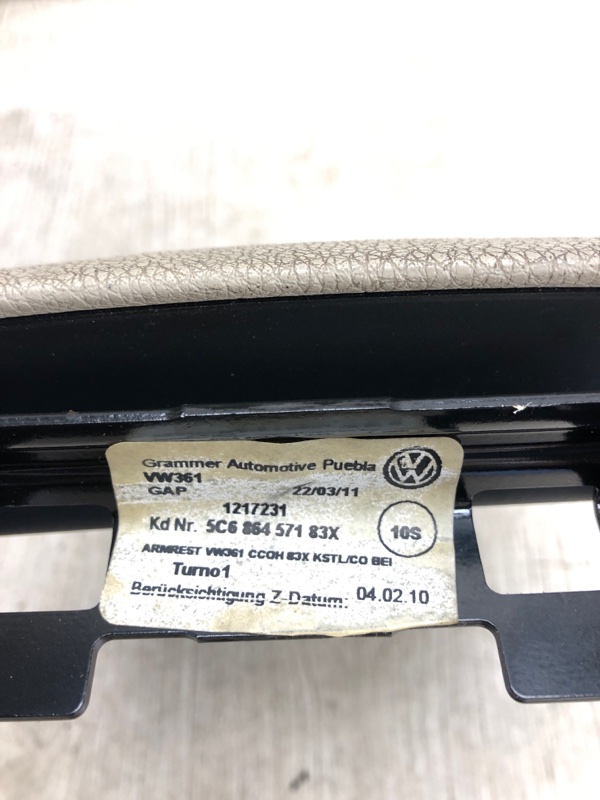 Grammer Automotive Puebla
VW361
GAP 22/03/11
1217231
Kd Nr. 5C6 864 571 83X
10S
ARMREST VW361 CCOH 83X KSTL/CO BEI
Turno1
Berücksichtigung Z-Datum: 04.02.10